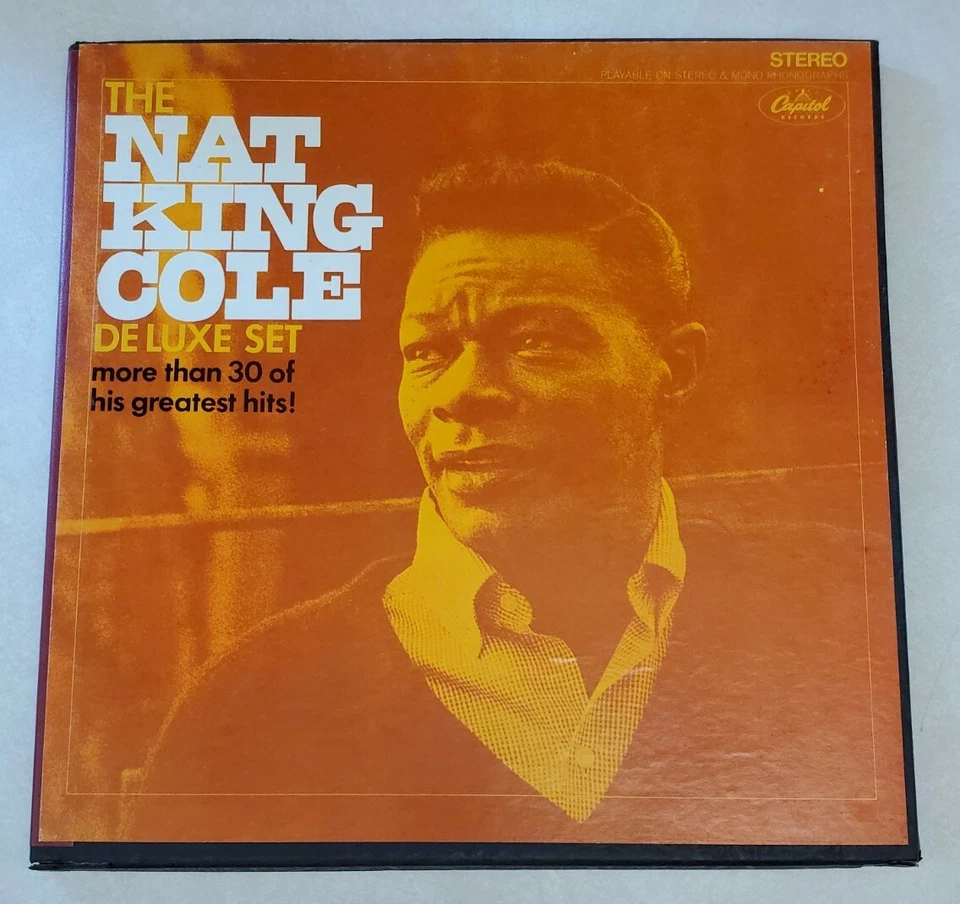 STEREO
PLAYABLE ON STEREO & MONO PHONOGRAPHS
Capitol
RECORDS
THE
NAT
KING
COLE
DE LUXE SET
more than 30 of
his greatest hits!